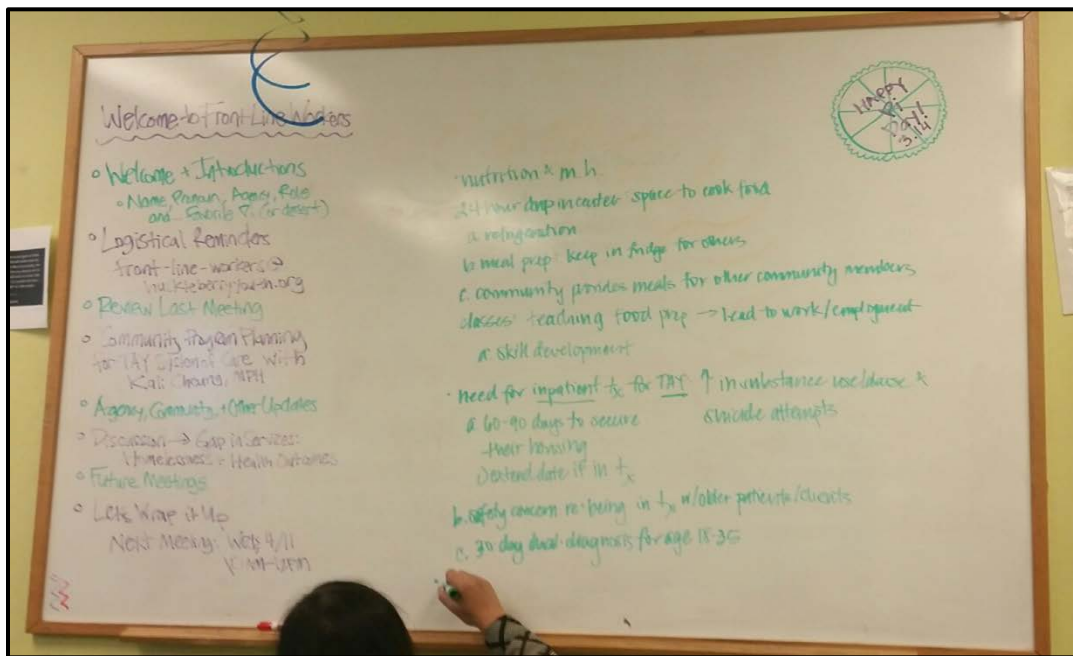 Welcome to Front Line Workers
Welcome + Introductions
Name, Pronoun, Agency, Role
and Favorite (or desert)
Logistical Reminders
front-line-workers@
huckleberryyouth.org
Review Last Meeting
Community Program Planning
for TAY System of Care with
Kali Cheung, MPH
Agency, Community, + Other Updates
Discussion → Gap in Services:
Homelessness + Health Outcomes
Future Meetings
Lets Wrap it Up
Next Meeting: Weds 4/11
HAPPY
Pi
Day!
3.14
· nutrition & m.h.
24 hour drop in center space to cook food
a. refrigeration
b. meal prep: keep in fridge for others
c. community provides meals for other community members
classes: teaching food prep → lead to work/employment
a. skill development
· need for inpatient tx for TAY ↑ in substance use/abuse &
suicide attempts
a. 60-90 days to secure
their housing
extend date if in tx
b. safety concern re: being in tx w/older patients/clients
c. 30 day dual-diagnosis for age 18-35